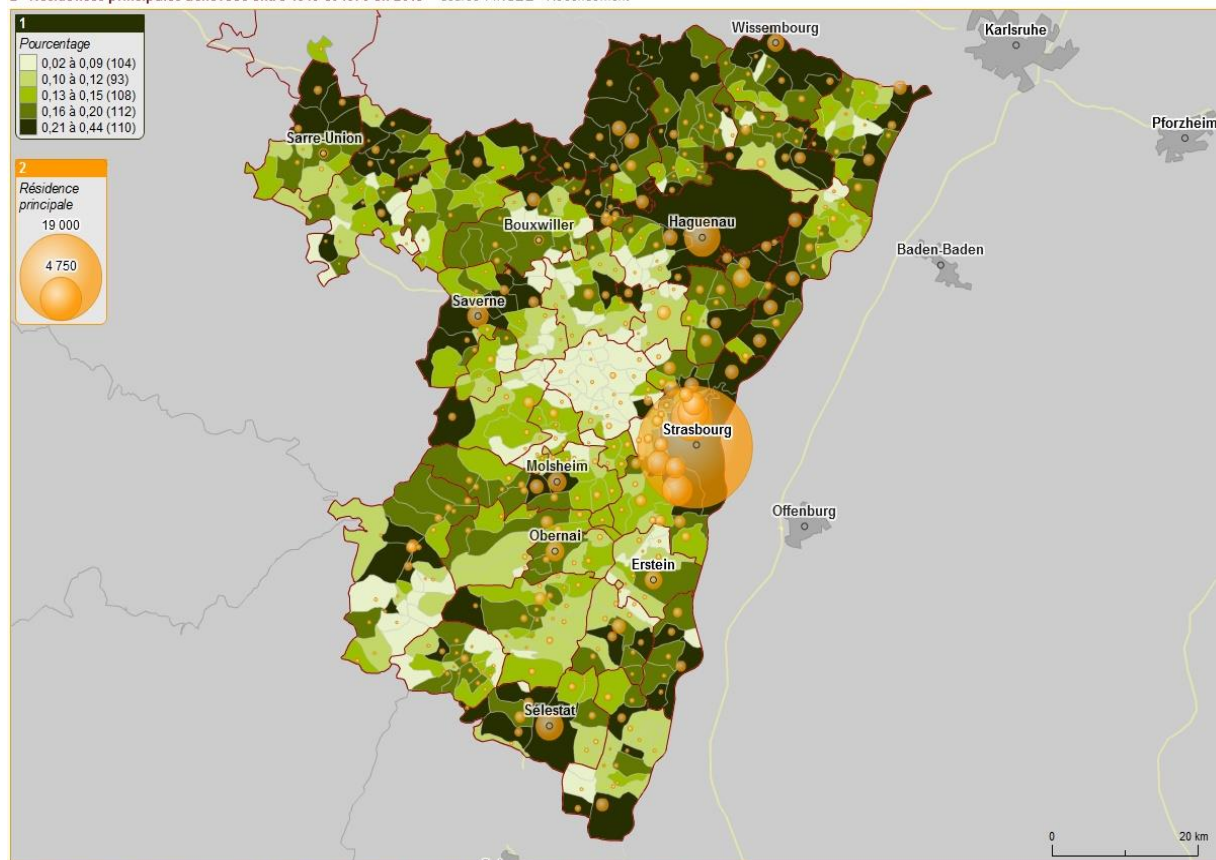 1
Pourcentage
0,02 à 0,09 (104)
0,10 à 0,12 (93)
0,13 à 0,15 (108)
0,16 à 0,20 (112)
0,21 à 0,44 (110)
2
Résidence
principale
19 000
4 750
Wissembourg
Karlsruhe
Pforzheim
Sarre-Union
Bouxwiller
Haguenau
Baden-Baden
Saverne
Strasbourg
Molsheim
Offenburg
Obernai
Erstein
Sélestat
0
20 km